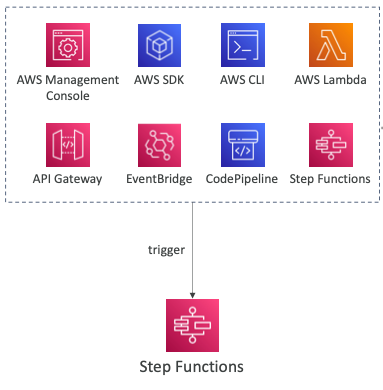 AWS Management
Console
AWS SDK
AWS CLI
AWS Lambda
API Gateway
EventBridge
CodePipeline
Step Functions
trigger
Step Functions